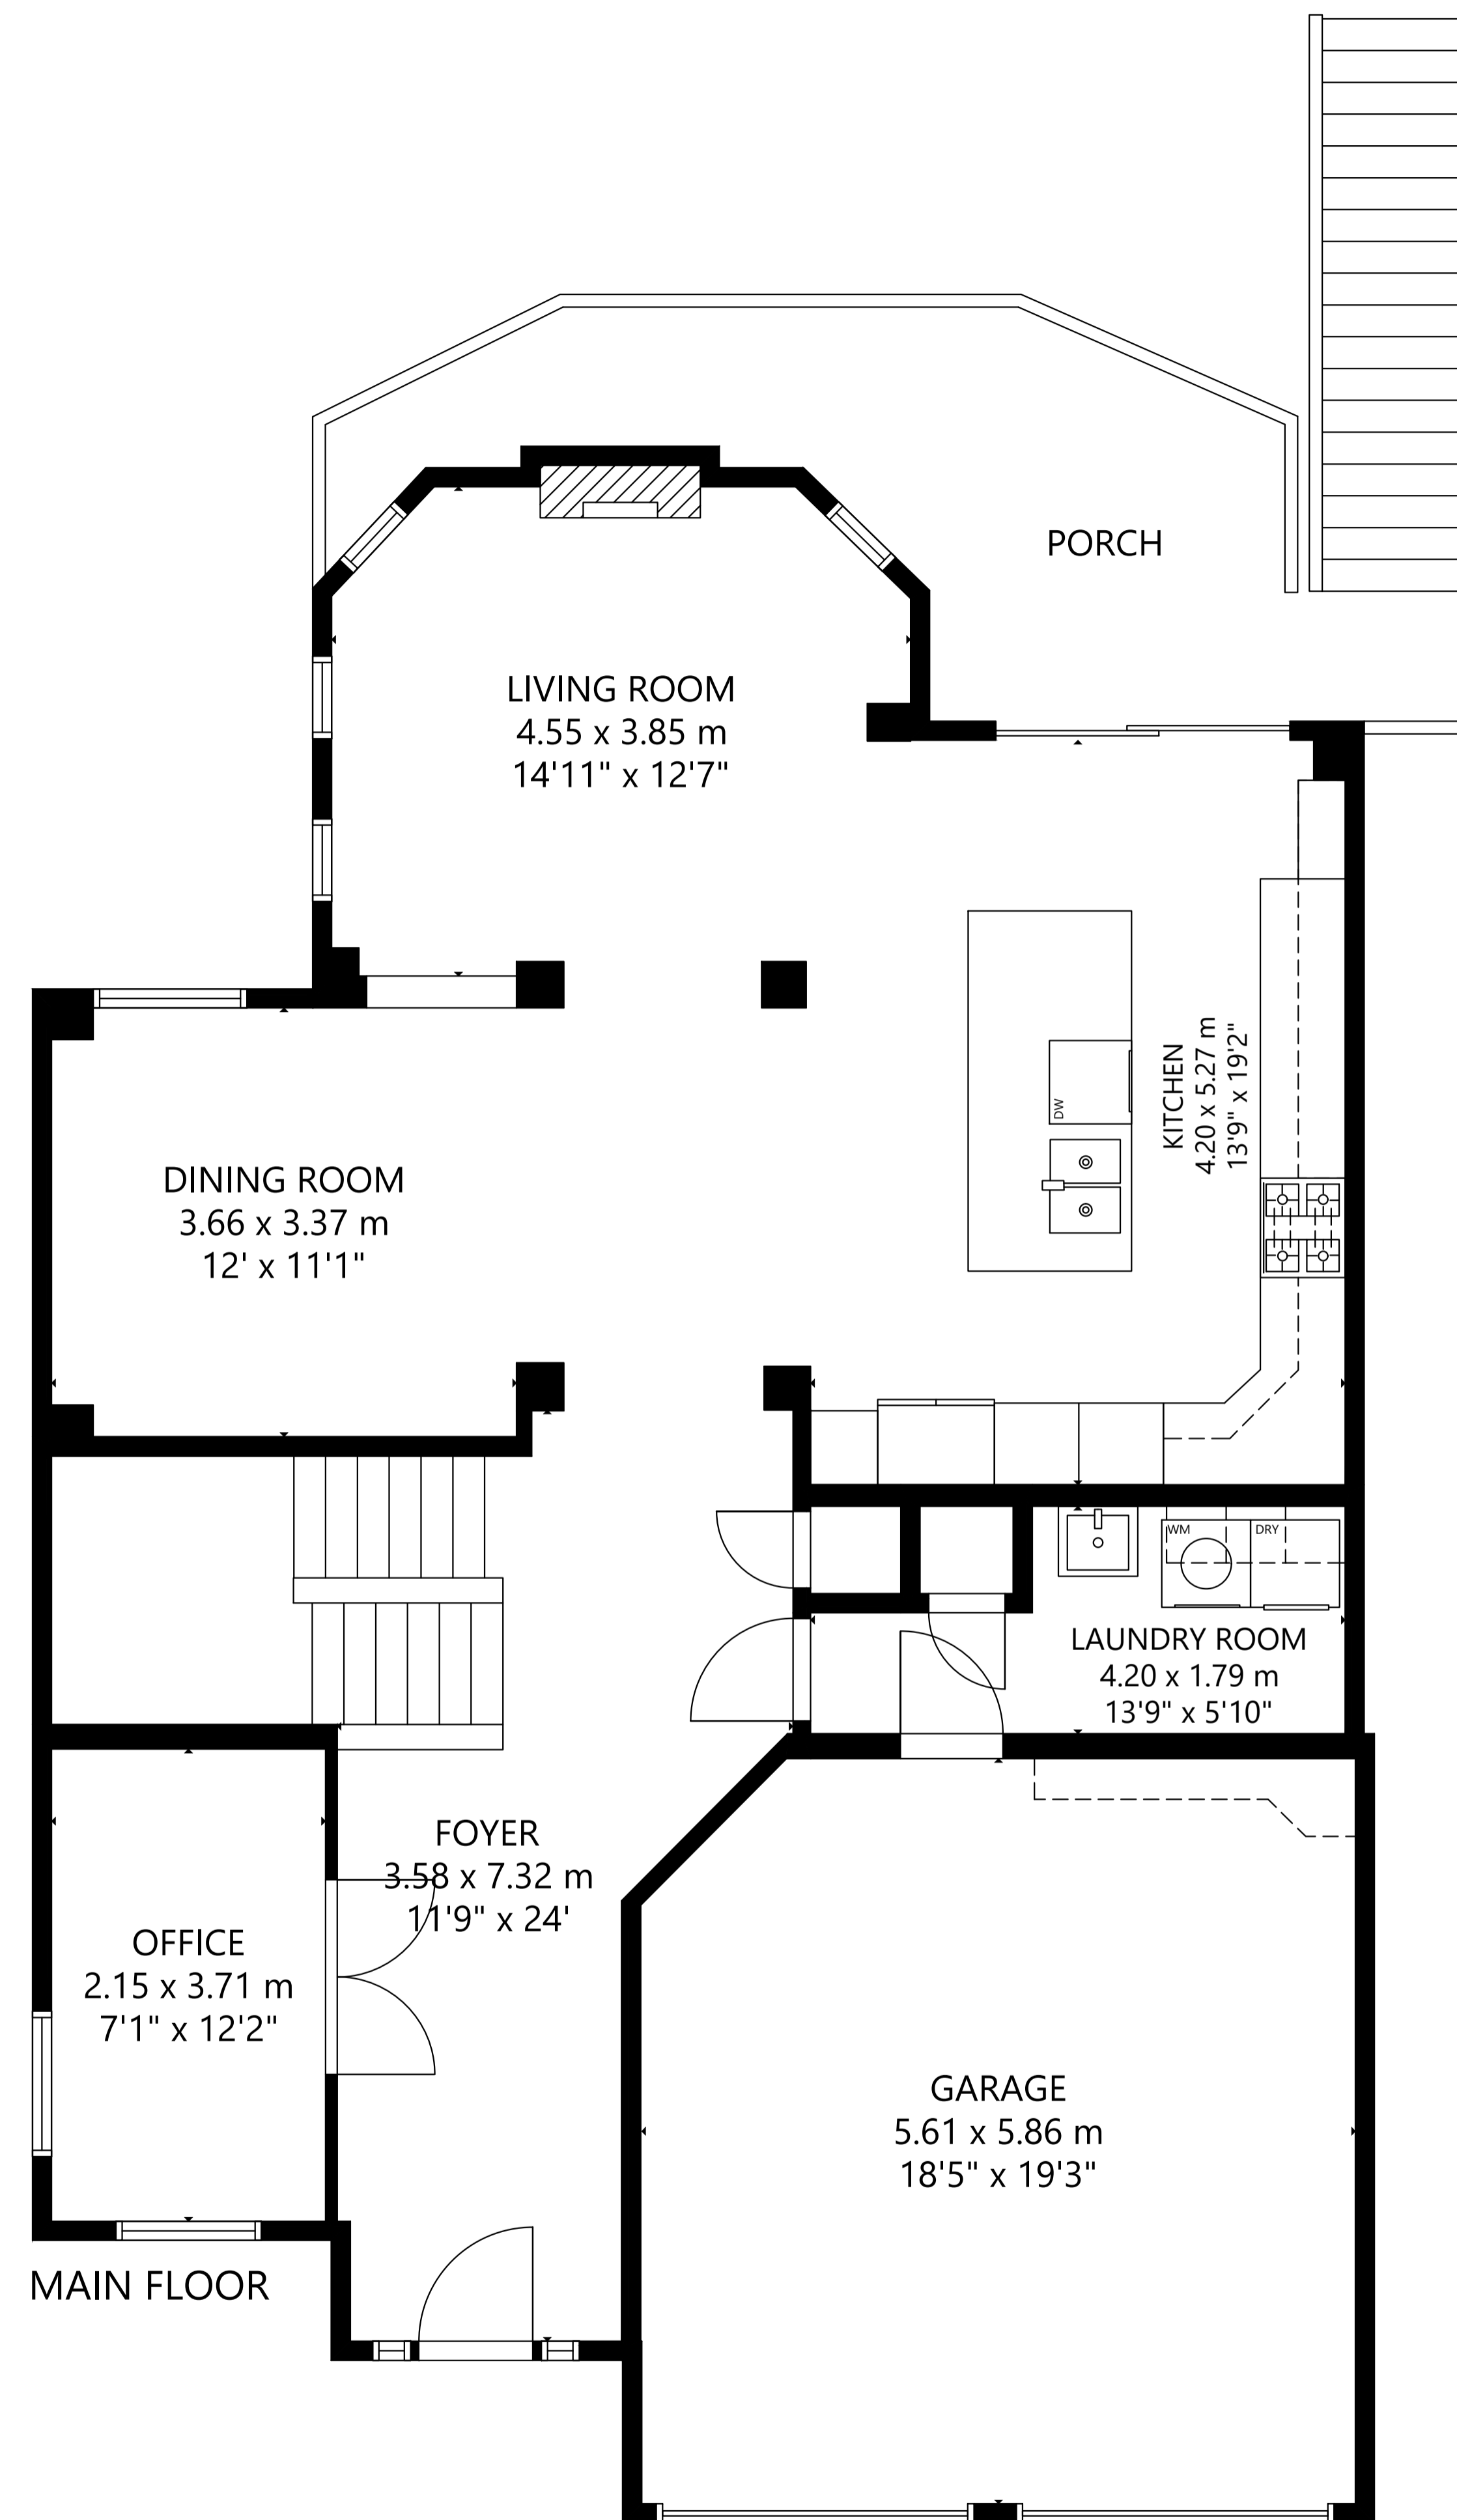 PORCH
LIVING ROOM
4.55 x 3.85 m
14'11" x 12'7"
KITCHEN
4.20 x 5.27 m
13'9" x 19'2"
DW
DINING ROOM
3.66 x 3.37 m
12' x 11'1"
WM
DRY
LAUNDRY ROOM
4.20 x 1.79 m
13'9" x 5'10"
FOYER
3.58 x 7.32 m
11'9" x 24'
OFFICE
2.15 x 3.71 m
7'1" x 12'2"
GARAGE
5.61 x 5.86 m
18'5" x 19'3"
MAIN FLOOR